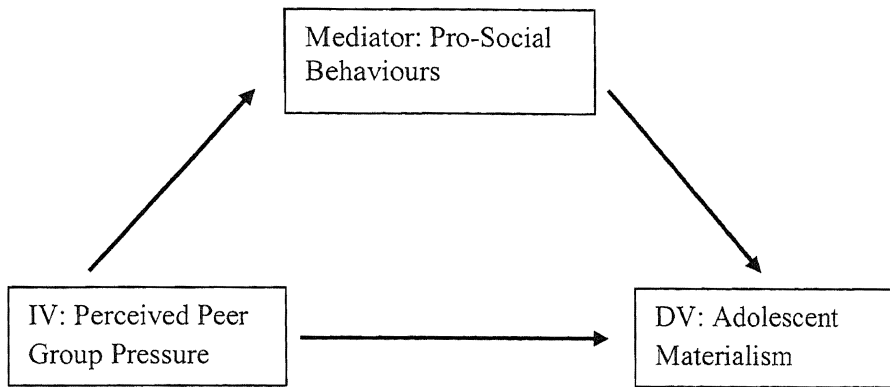 Mediator: Pro-Social
Behaviours
IV: Perceived Peer
Group Pressure
DV: Adolescent
Materialism